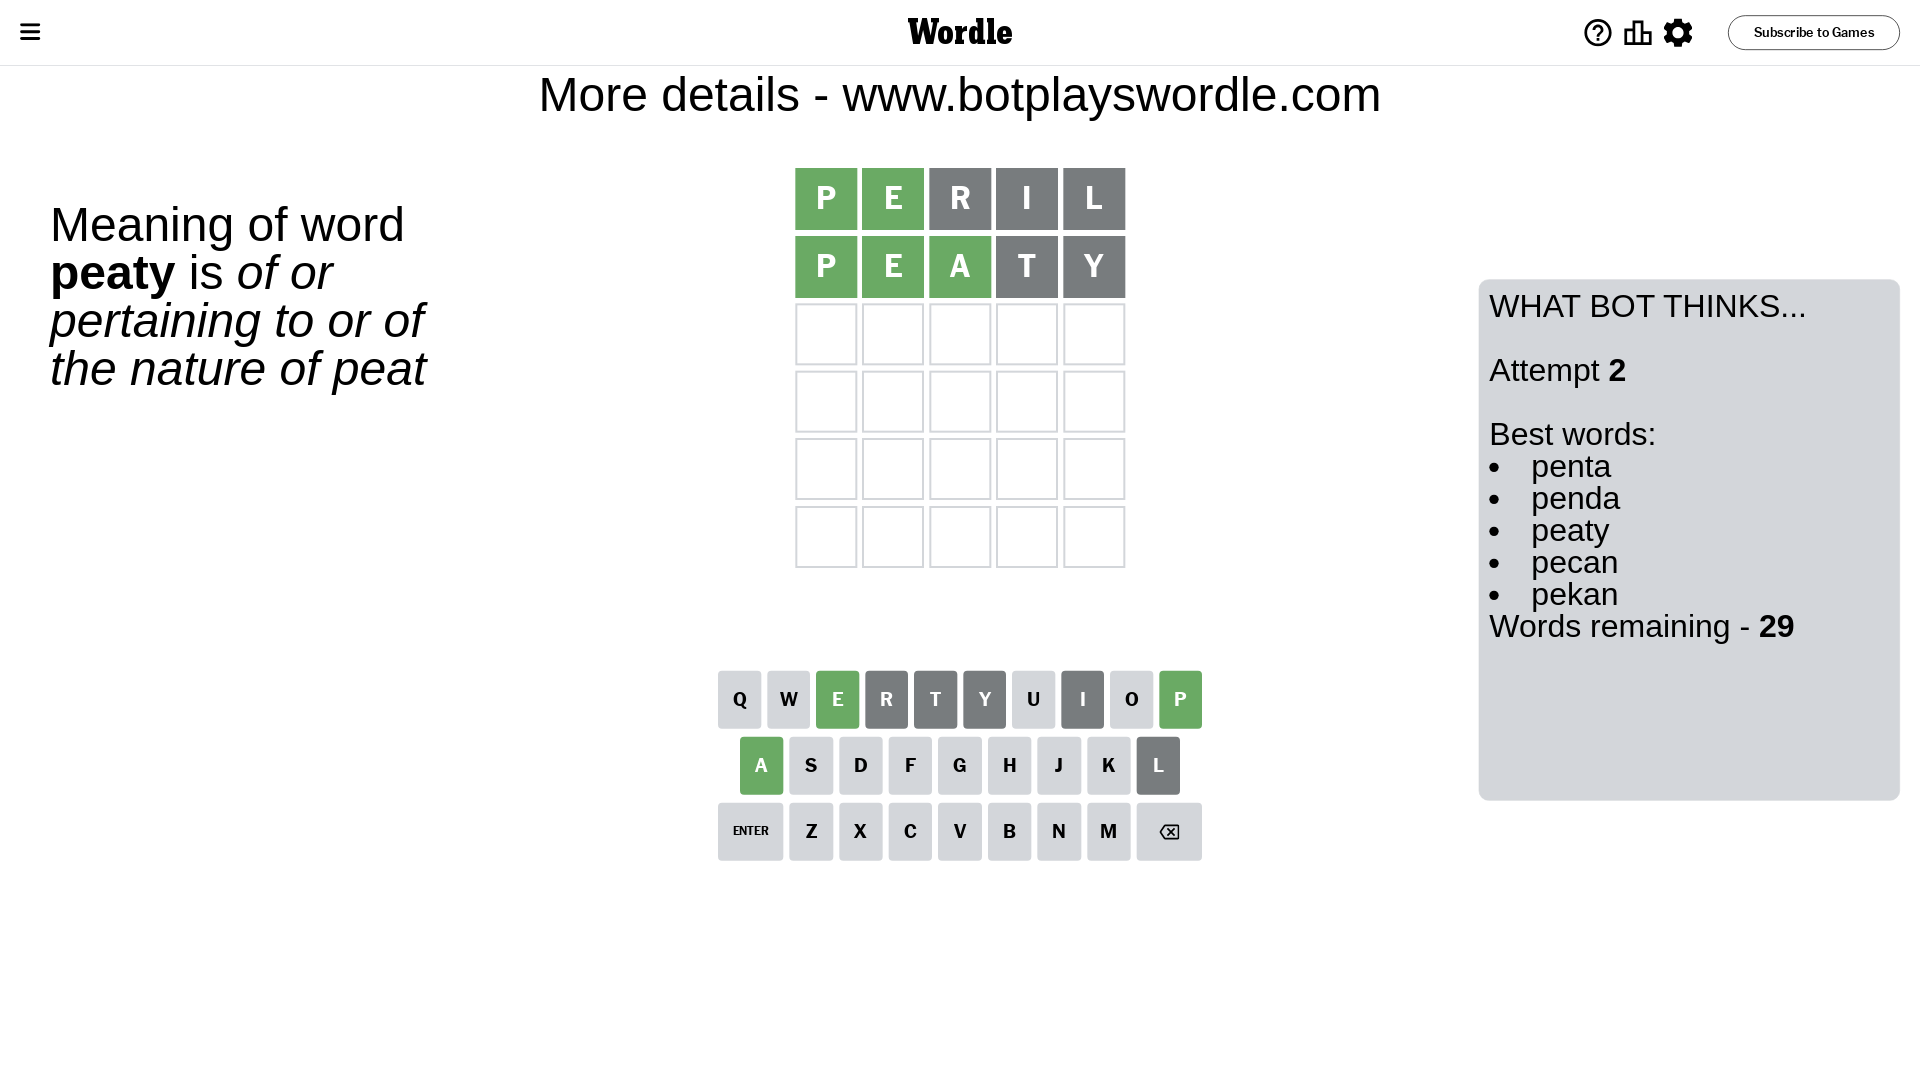 Wordle
Subscribe to Games
More details - www.botplayswordle.com
Meaning of word
peaty is of or
pertaining to or of
the nature of peat
P E R I L
P E A T Y
WHAT BOT THINKS...
Attempt 2
Best words:
• penta
• penda
• peaty
• pecan
• pekan
Words remaining - 29
Q W E R T Y U I O P
A S D F G H J K L
ENTER Z X C V B N M